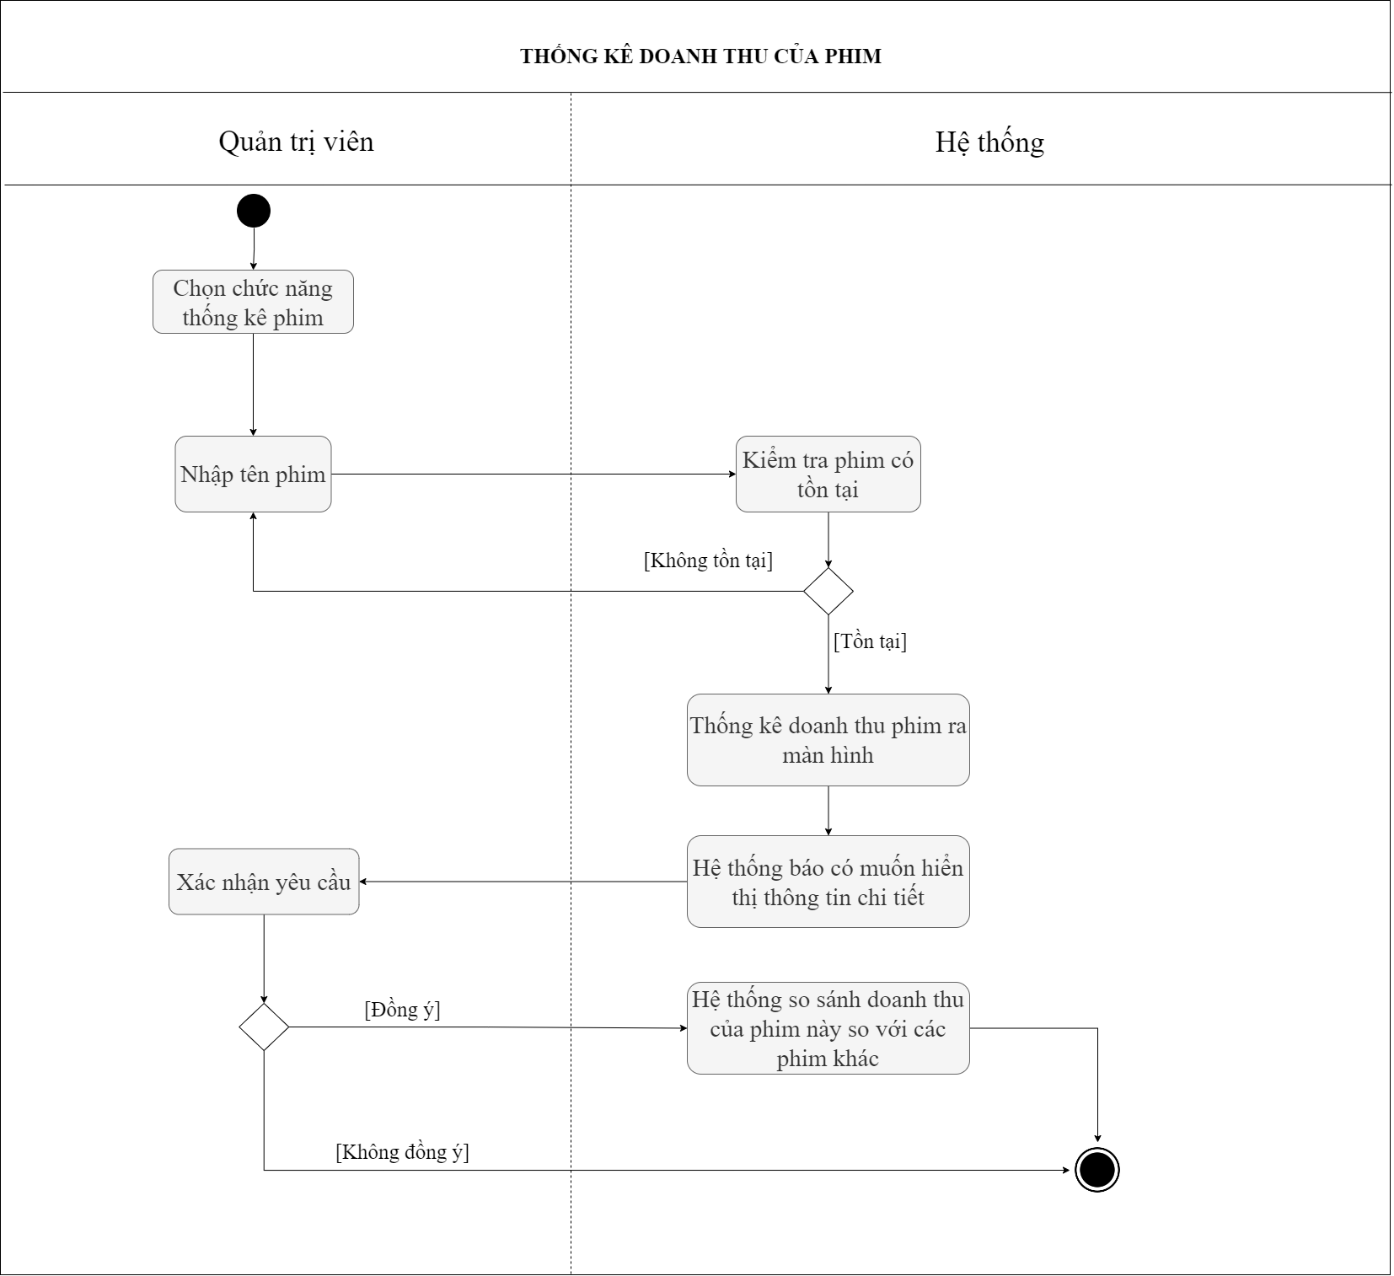 THỐNG KÊ DOANH THU CỦA PHIM
Quản trị viên
Hệ thống
Chọn chức năng
thống kê phim
Nhập tên phim
Kiểm tra phim có
tồn tại
[Không tồn tại]
[Tồn tại]
Thống kê doanh thu phim ra
màn hình
Hệ thống báo có muốn hiển
thị thông tin chi tiết
Xác nhận yêu cầu
[Đồng ý]
Hệ thống so sánh doanh thu
của phim này so với các
phim khác
[Không đồng ý]